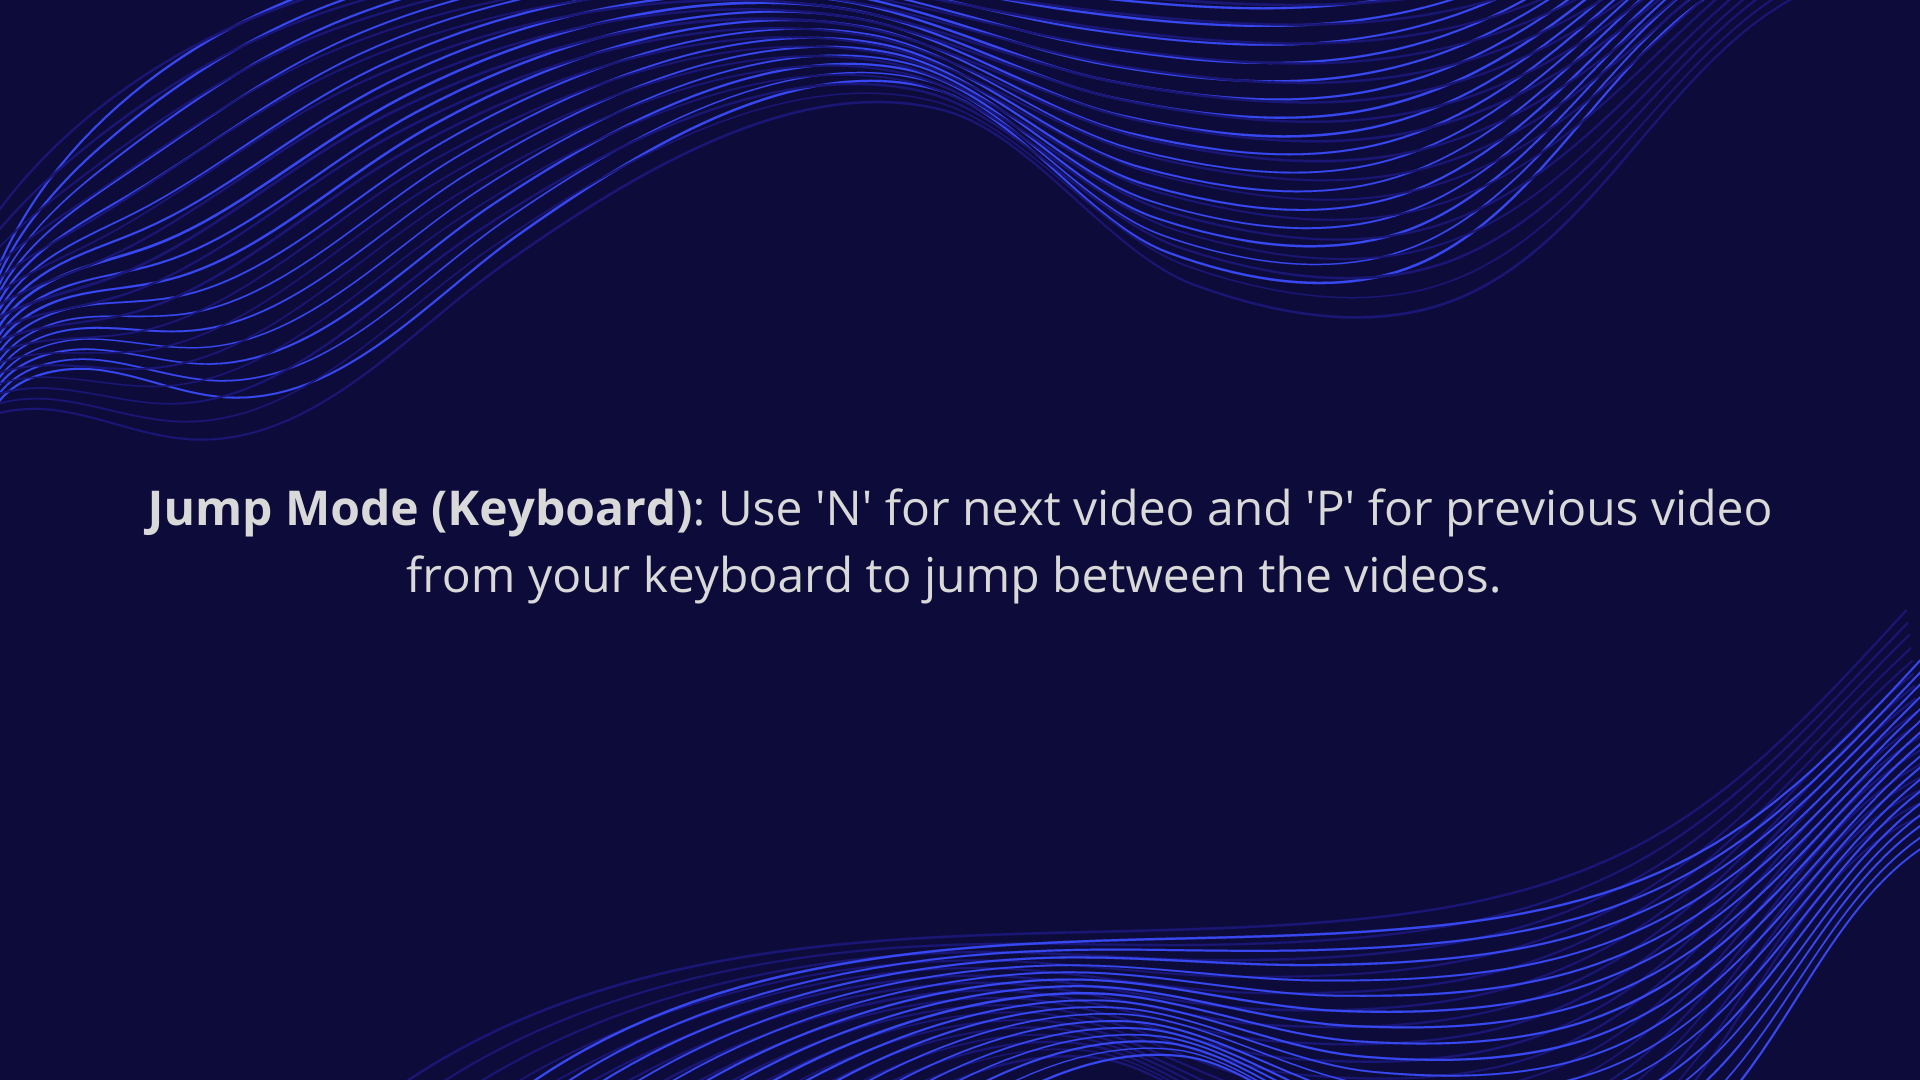 Jump Mode (Keyboard): Use 'N' for next video and 'P' for previous video
from your keyboard to jump between the videos.